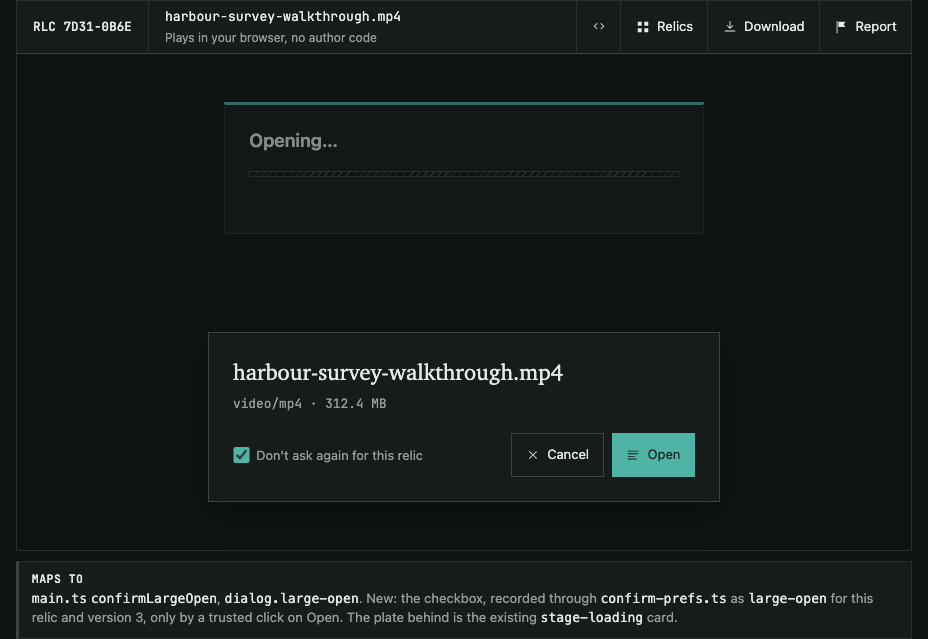 RLC 7D31-0B6E
harbour-survey-walkthrough.mp4
Plays in your browser, no author code
<>
Relics
Download
Report
Opening...
harbour-survey-walkthrough.mp4
video/mp4 · 312.4 MB
Don't ask again for this relic
Cancel
Open
MAPS TO
main.ts confirmLargeOpen, dialog.large-open. New: the checkbox, recorded through confirm-prefs.ts as large-open for this
relic and version 3, only by a trusted click on Open. The plate behind is the existing stage-loading card.